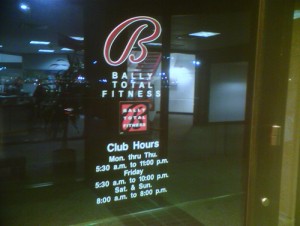 B
BALLY
TOTAL
FITNESS
BALLY
TOTAL
FITNESS
Club Hours
Mon. thru Thu.
5:30 a.m. to 11:00 p.m.
Friday
5:30 a.m. to 10:00 p.m.
Sat. & Sun.
8:00 a.m. to 8:00 p.m.